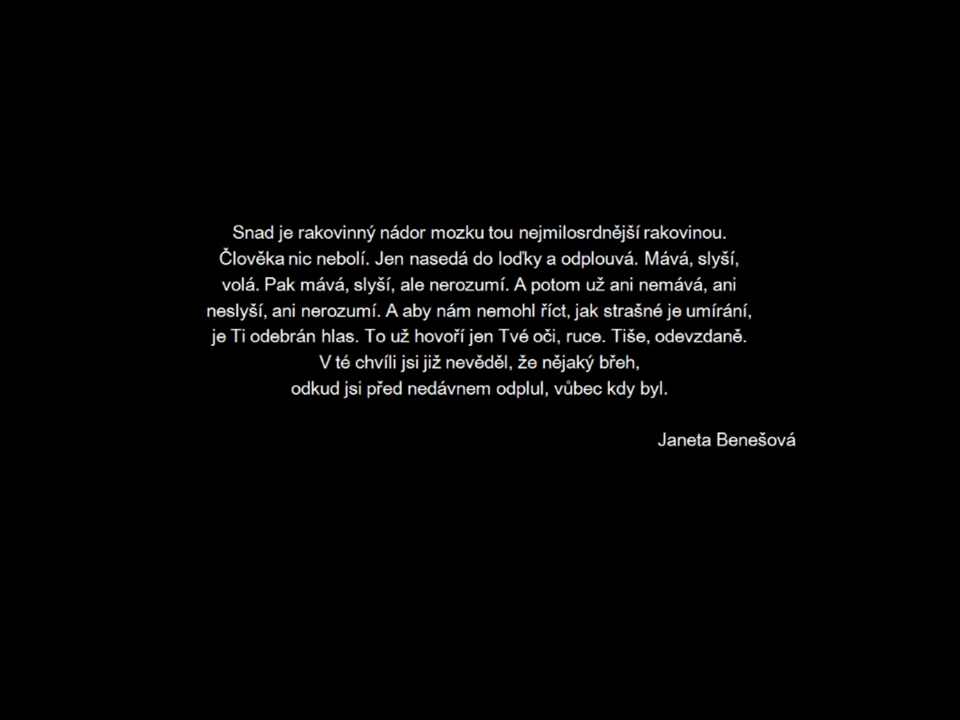 Snad je rakovinný nádor mozku tou nejmilosrdnější rakovinou.
Člověka nic nebolí. Jen nasedá do loďky a odplouvá. Mává, slyší,
volá. Pak mává, slyší, ale nerozumí. A potom už ani nemává, ani
neslyší, ani nerozumí. A aby nám nemohl říct, jak strašné je umírání,
je Ti odebrán hlas. To už hovoří jen Tvé oči, ruce. Tiše, odevzdaně.
V té chvíli jsi již nevěděl, že nějaký břeh,
odkud jsi před nedávnem odplul, vůbec kdy byl.
Janeta Benešová